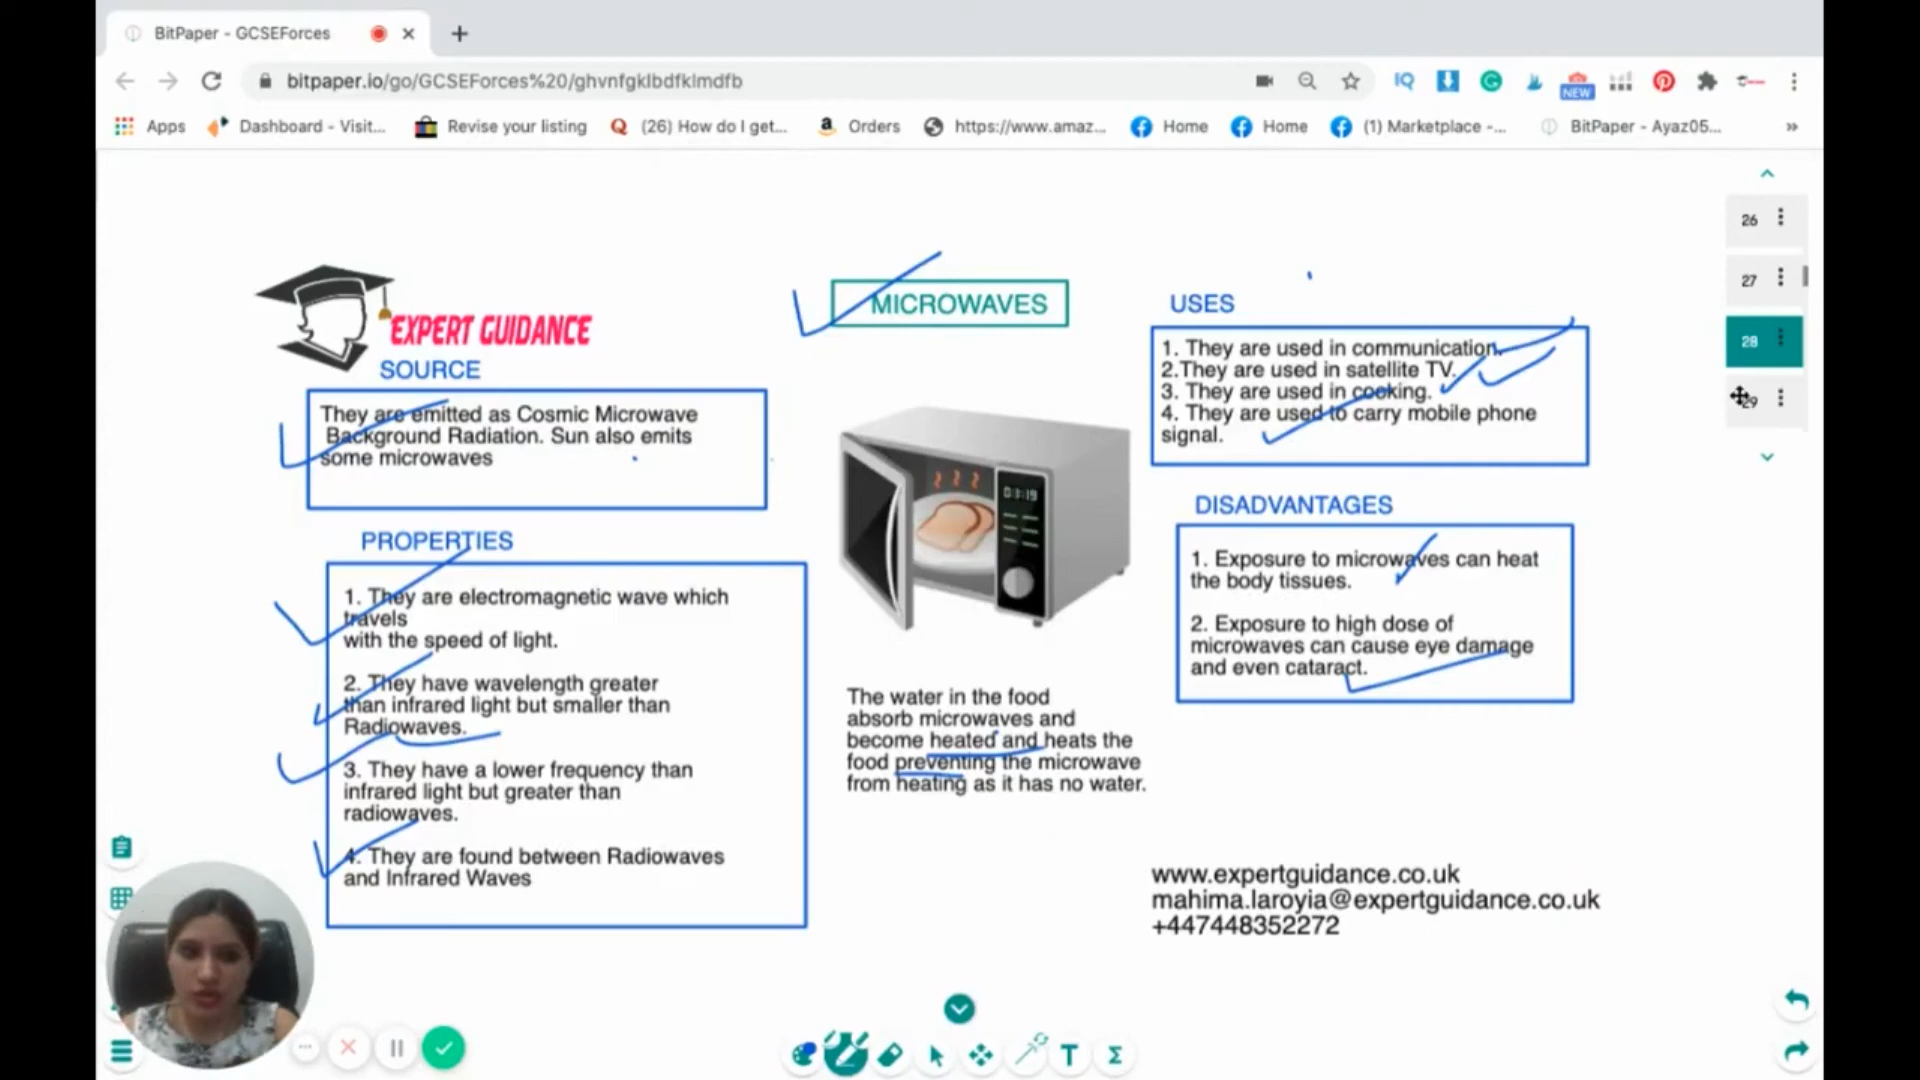 BitPaper - GCSEForces
bitpaper.io/go/GCSEForces%20/ghvnfgklbdfklmdfb
IQ
NEW
Apps
Dashboard - Visit...
Revise your listing
(26) How do I get...
Orders
https://www.amaz...
Home
Home
(1) Marketplace -...
BitPaper - Ayaz05...
»
26
27
28
29
EXPERT GUIDANCE
SOURCE
They are emitted as Cosmic Microwave
Background Radiation. Sun also emits
some microwaves
PROPERTIES
1. They are electromagnetic wave which
travels
with the speed of light.
2. They have wavelength greater
than infrared light but smaller than
Radiowaves.
3. They have a lower frequency than
infrared light but greater than
radiowaves.
4. They are found between Radiowaves
and Infrared Waves
MICROWAVES
03:19
The water in the food
absorb microwaves and
become heated and heats the
food preventing the microwave
from heating as it has no water.
USES
1. They are used in communication.
2.They are used in satellite TV.
3. They are used in cooking.
4. They are used to carry mobile phone
signal.
DISADVANTAGES
1. Exposure to microwaves can heat
the body tissues.
2. Exposure to high dose of
microwaves can cause eye damage
and even cataract.
www.expertguidance.co.uk
mahima.laroyia@expertguidance.co.uk
+447448352272
T
Σ